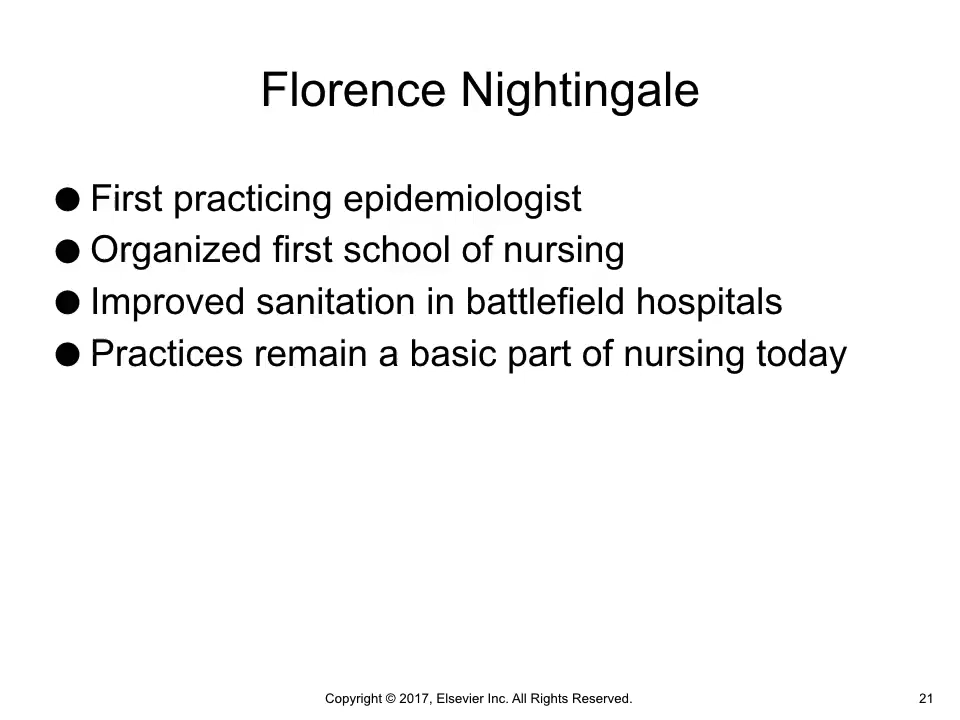 Florence Nightingale
● First practicing epidemiologist
● Organized first school of nursing
● Improved sanitation in battlefield hospitals
● Practices remain a basic part of nursing today
Copyright © 2017, Elsevier Inc. All Rights Reserved.
21